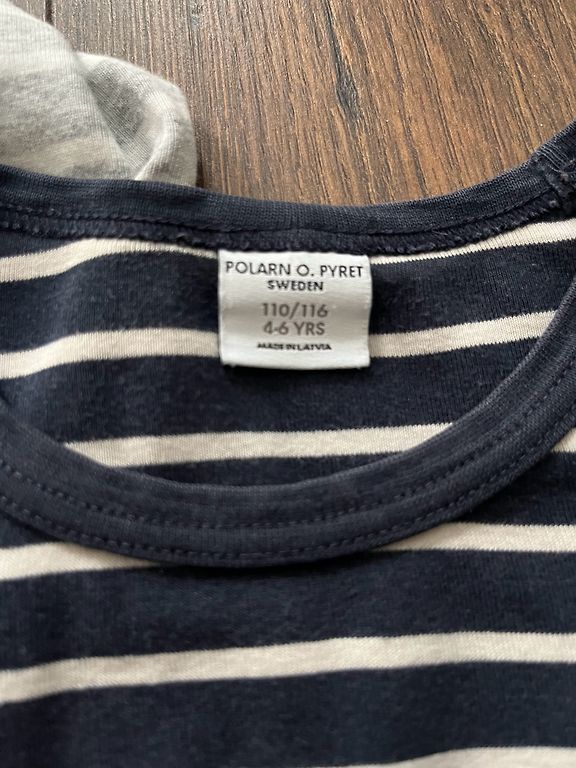 POLARN O. PYRET
SWEDEN
110/116
4-6 YRS
MADE IN LATVIA